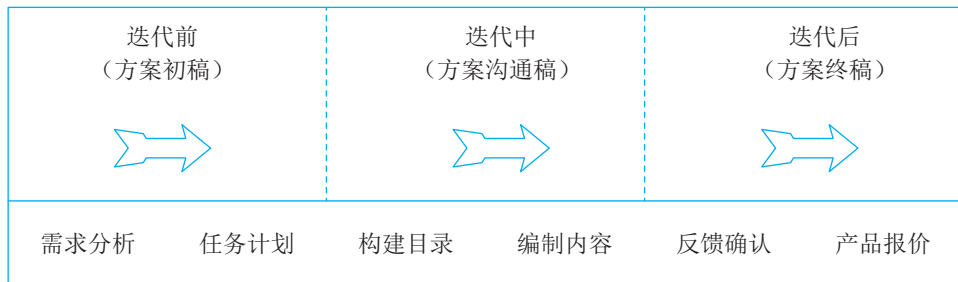 迭代前
（方案初稿）
迭代中
（方案沟通稿）
迭代后
（方案终稿）
需求分析 任务计划 构建目录 编制内容 反馈确认 产品报价